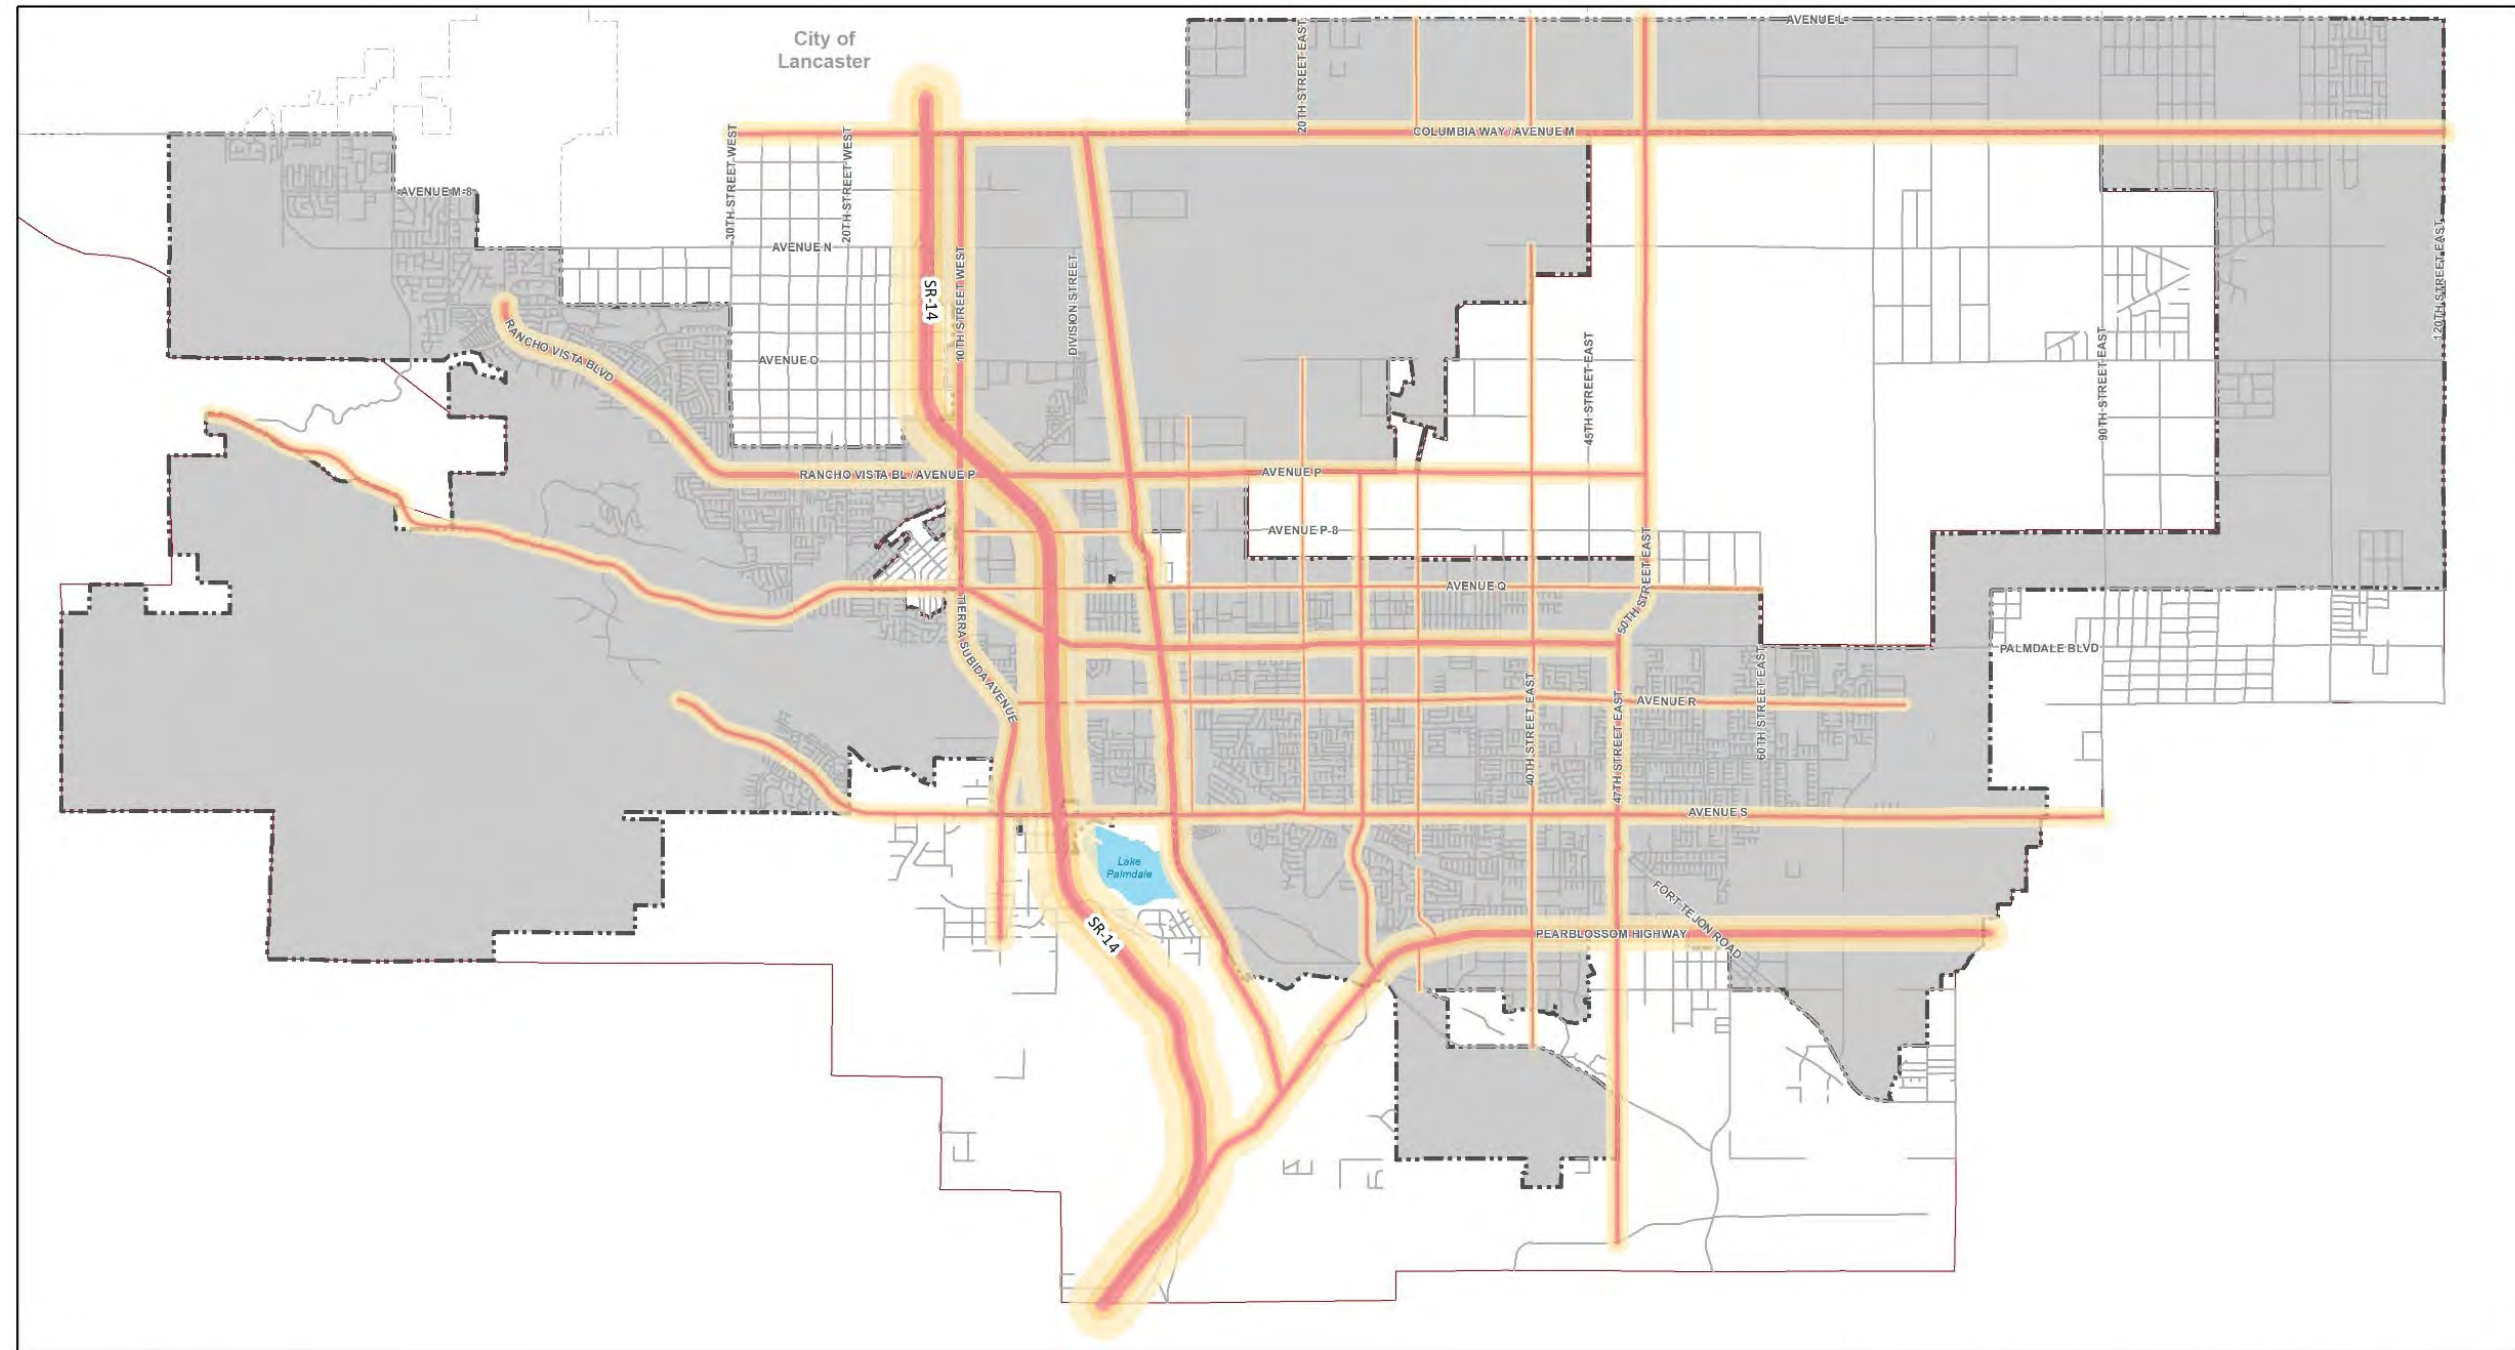 AVENUE L
City of
Lancaster
20TH STREET EAST
COLUMBIA WAY / AVENUE M
30TH STREET WEST
20TH STREET WEST
AVENUE M-8
AVENUE N
10TH STREET WEST
DIVISION STREET
SR-14
120TH STREET EAST
RANCHO VISTA BLVD
AVENUE O
45TH STREET EAST
90TH STREET EAST
RANCHO VISTA BL / AVENUE P
AVENUE P
AVENUE P-8
50TH STREET EAST
AVENUE Q
TIERRA SUBIDA AVENUE
PALMDALE BLVD
60TH STREET EAST
40TH STREET EAST
47TH STREET EAST
AVENUE R
AVENUE S
Lake
Palmdale
FORT TEJON ROAD
SR-14
PEARBLOSSOM HIGHWAY